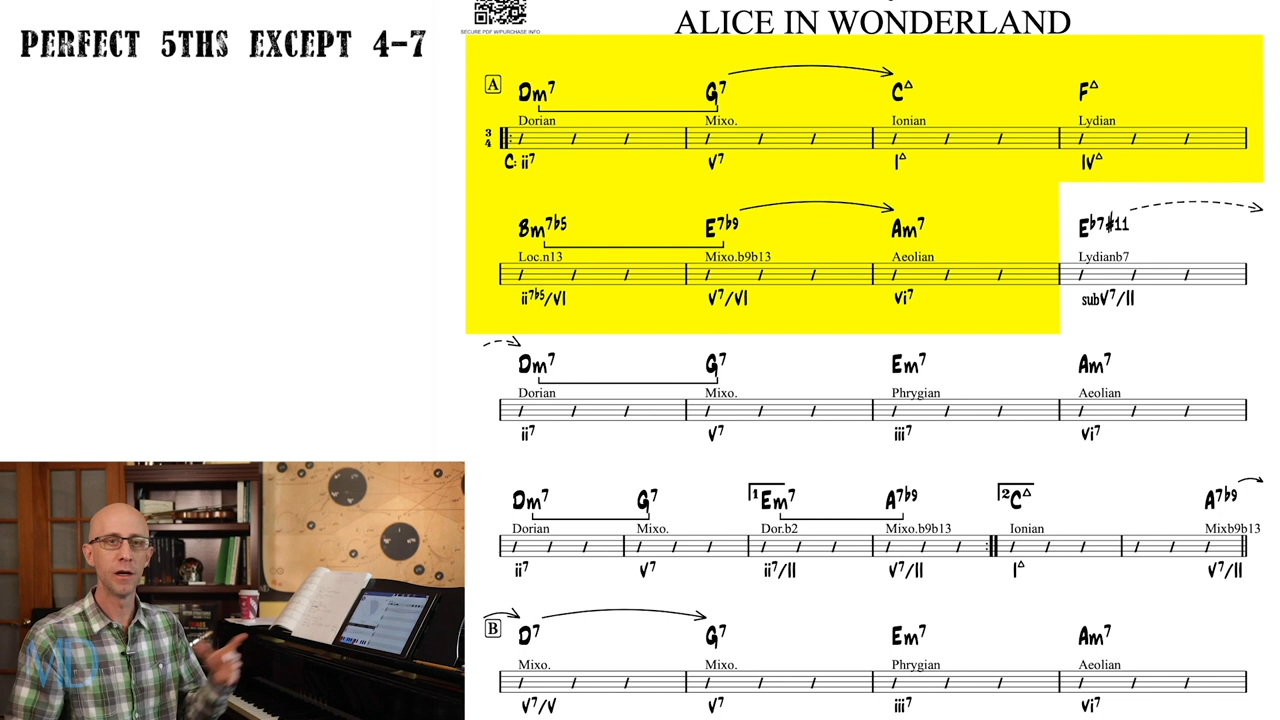 PERFECT 5THS EXCEPT 4-7
SECURE PDF W/PURCHASE INFO
ALICE IN WONDERLAND
A Dm7 G7 C△ F△
Dorian Mixo. Ionian Lydian
3
4
C: ii7 V7 I△ IV△
Bm7b5 E7b9 Am7 Eb7#11
Loc.n13 Mixo.b9b13 Aeolian Lydianb7
ii7b5/VI V7/VI vi7 subV7/II
Dm7 G7 Em7 Am7
Dorian Mixo. Phrygian Aeolian
ii7 V7 iii7 vi7
Dm7 G7 1 Em7 A7b9 2 C△ A7b9
Dorian Mixo. Dor.b2 Mixo.b9b13 Ionian Mixb9b13
ii7 V7 ii7/II V7/II I△ V7/II
B D7 G7 Em7 Am7
Mixo. Mixo. Phrygian Aeolian
V7/V V7 iii7 vi7
MD